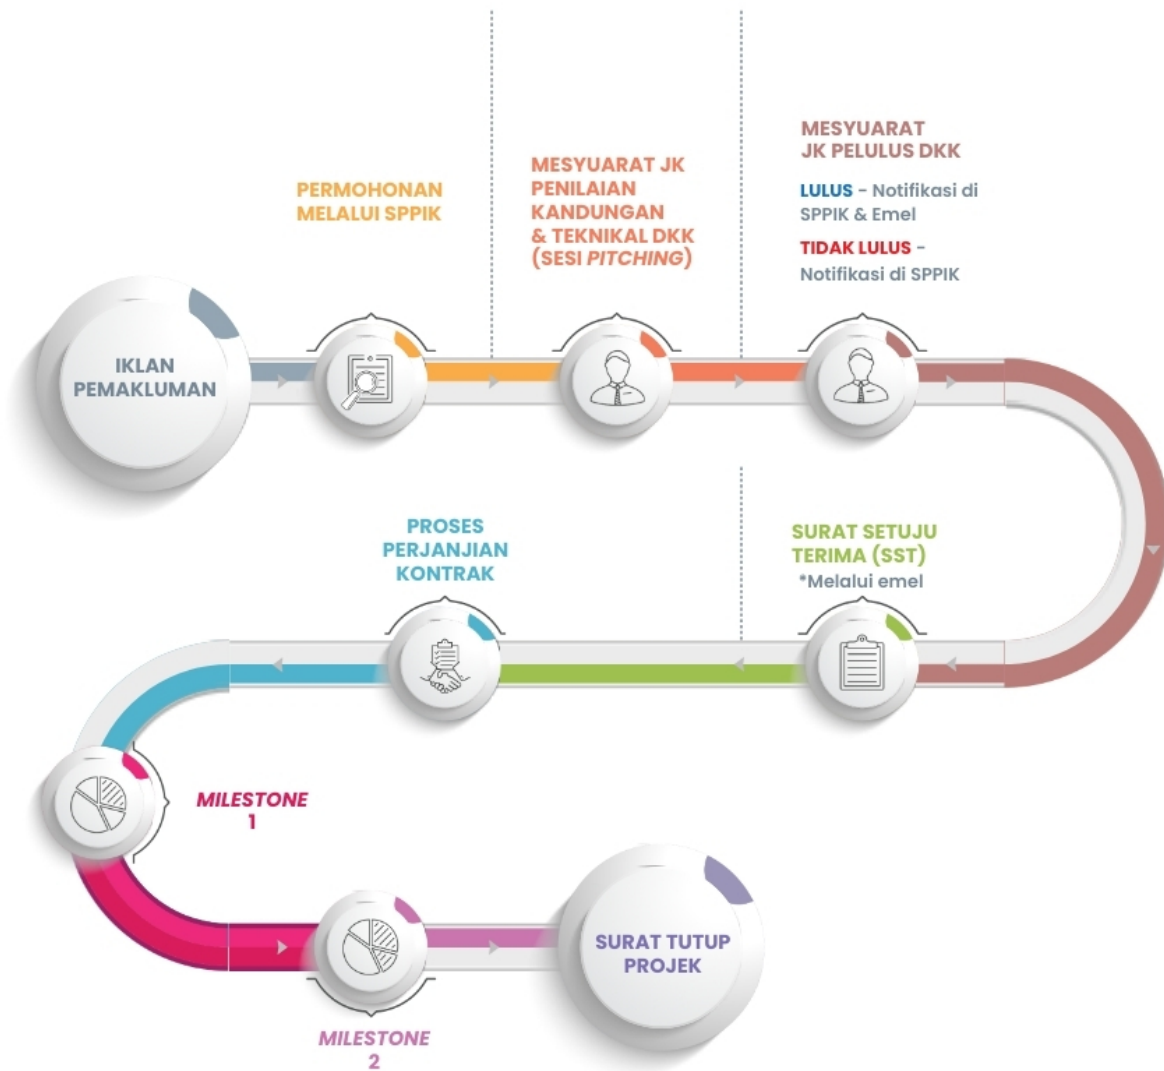 IKLAN
PEMAKLUMAN
PERMOHONAN
MELALUI SPPIK
MESYUARAT JK
PENILAIAN
KANDUNGAN
& TEKNIKAL DKK
(SESI PITCHING)
MESYUARAT
JK PELULUS DKK
LULUS - Notifikasi di
SPPIK & Emel
TIDAK LULUS -
Notifikasi di SPPIK
SURAT SETUJU
TERIMA (SST)
*Melalui emel
PROSES
PERJANJIAN
KONTRAK
MILESTONE
1
MILESTONE
2
SURAT TUTUP
PROJEK